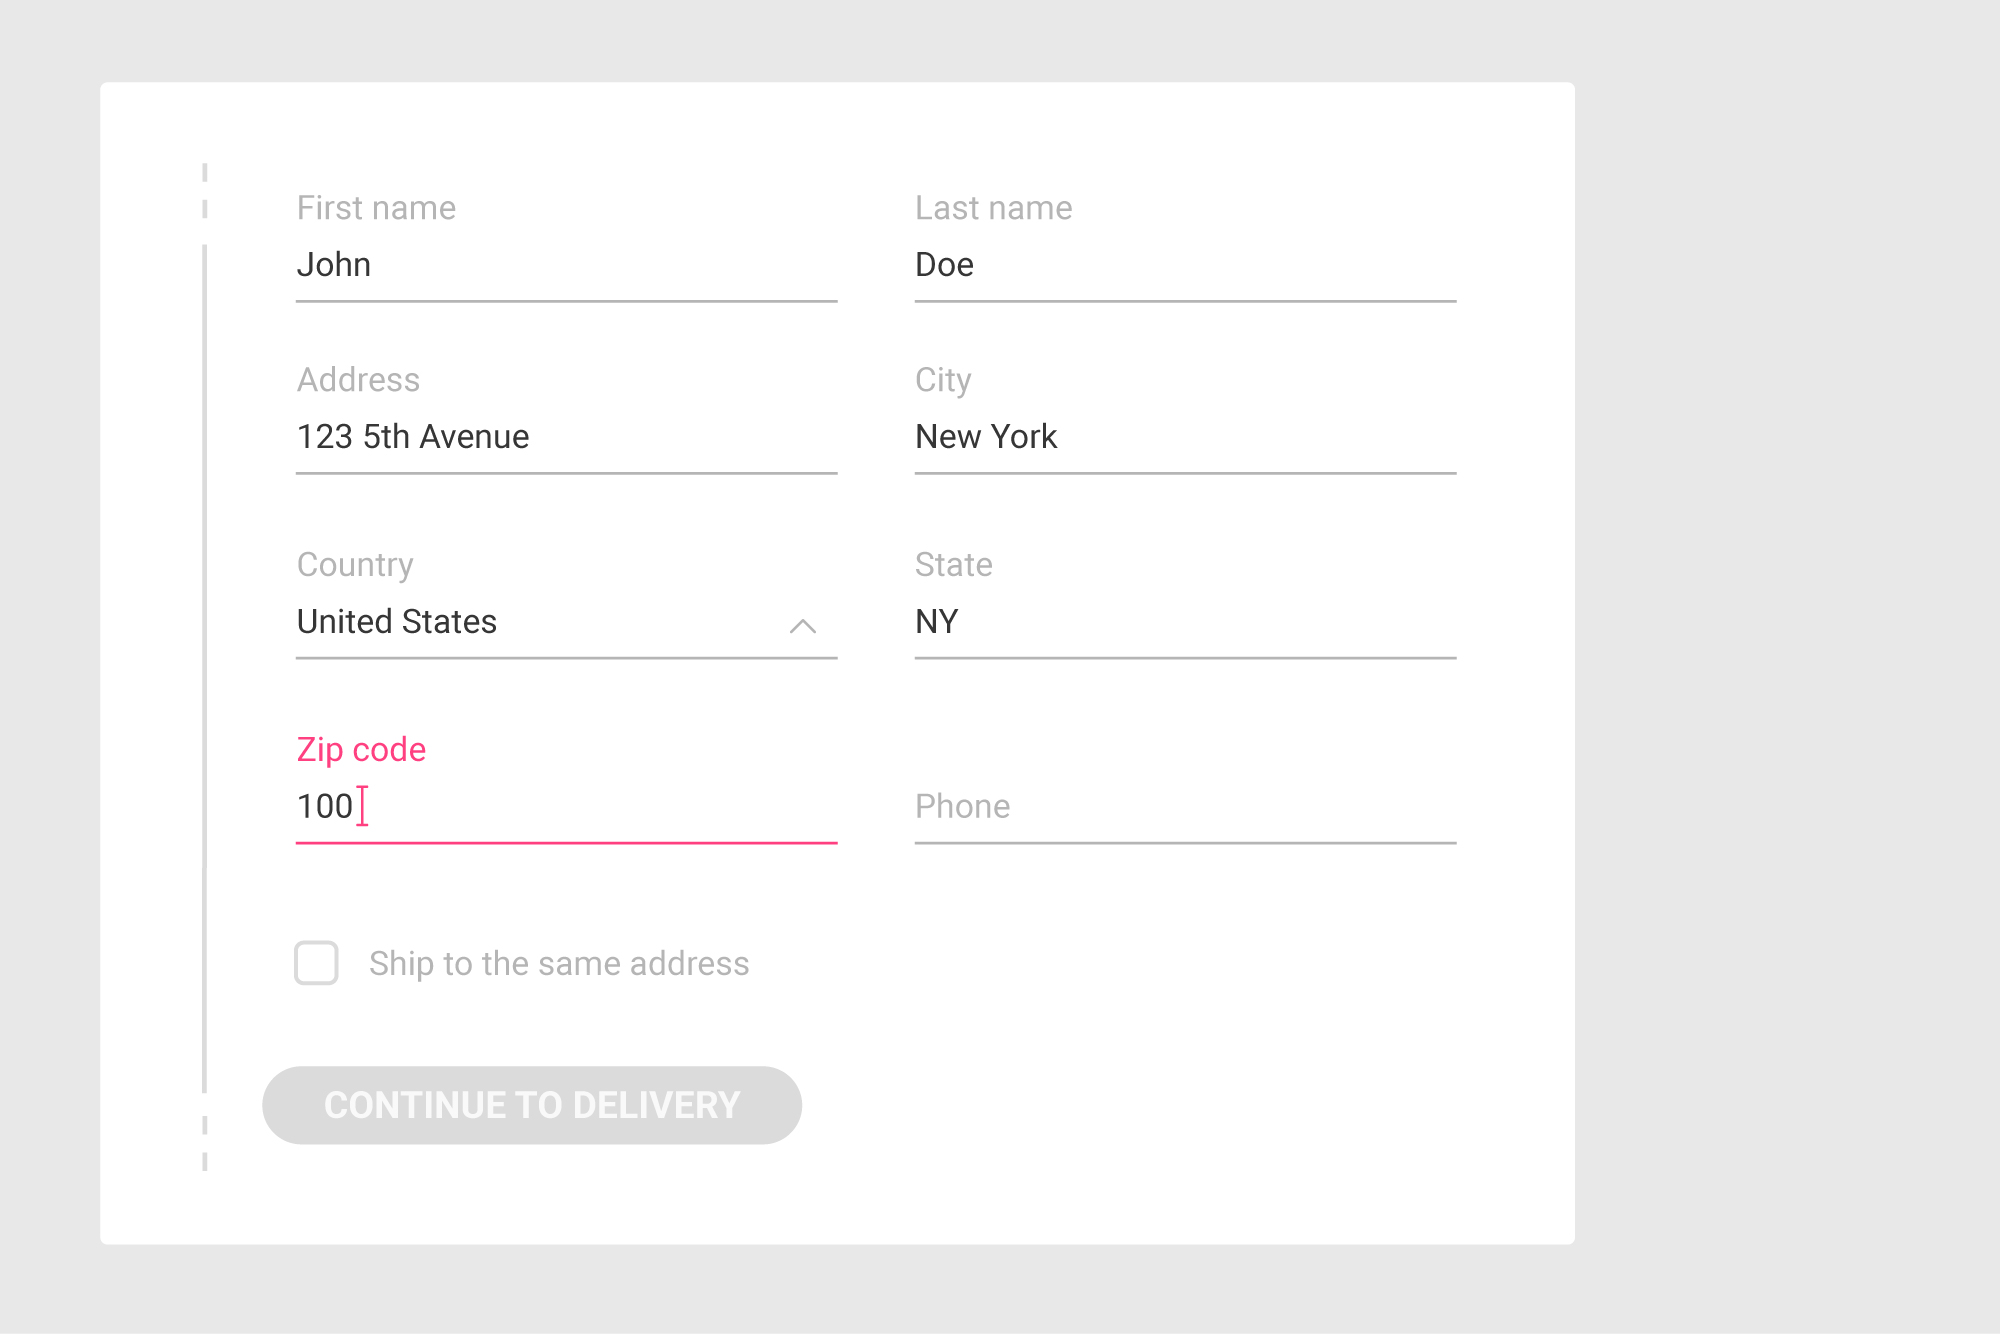 First name
Last name
John
Doe
Address
City
123 5th Avenue
New York
Country
State
United States
NY
Zip code
100
Phone
Ship to the same address
CONTINUE TO DELIVERY